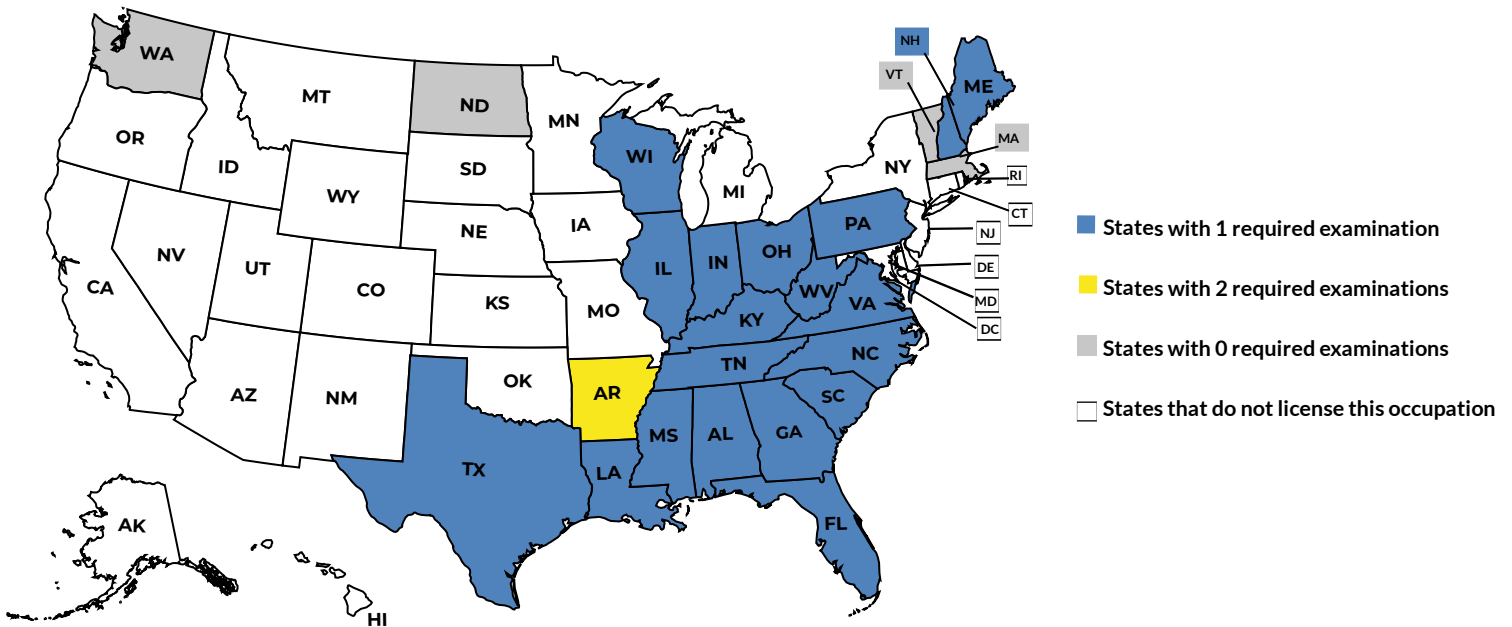 WA
MT
ND
MN
OR
ID
SD
WI
WY
MI
NY
ME
NH
VT
MA
RI
CT
NJ
DE
MD
DC
NE
IA
PA
NV
UT
CO
KS
MO
IL
IN
OH
WV
VA
KY
CA
AZ
NM
OK
AR
TN
NC
SC
MS
AL
GA
TX
LA
FL
AK
HI
States with 1 required examination
States with 2 required examinations
States with 0 required examinations
States that do not license this occupation